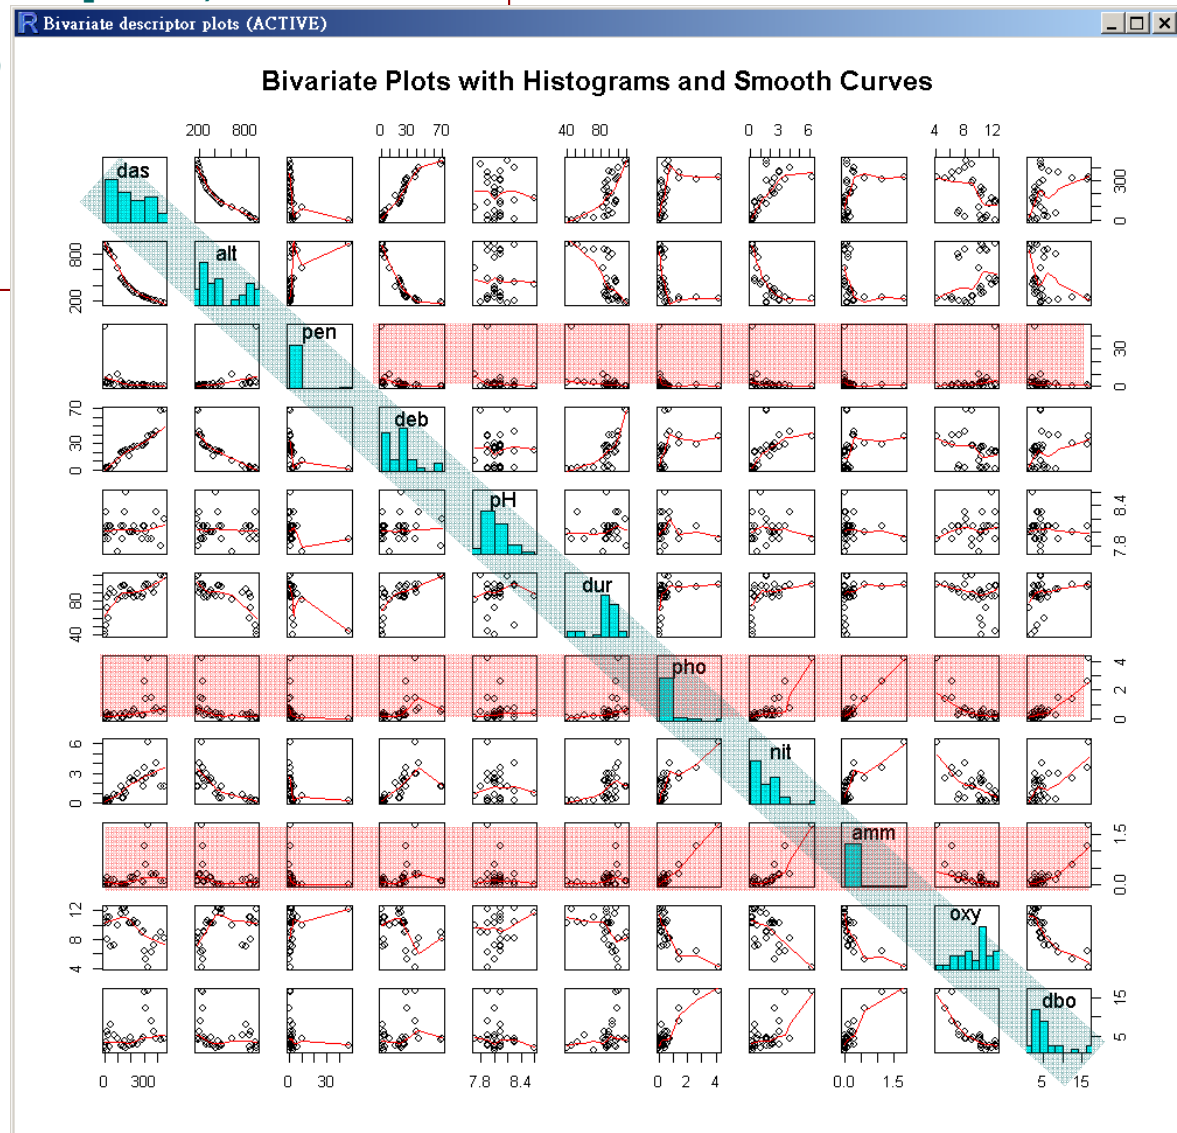 Bivariate descriptor plots (ACTIVE)
Bivariate Plots with Histograms and Smooth Curves
200 800 0 30 70 40 80 0 3 6 4 8 12
das
0 300
200 800
alt
pen
0 30
0 30 70
deb
pH
7.8 8.4
40 80
dur
pho
0 2 4
0 3 6
nit
amm
0.0 1.5
4 8 12
oxy
dbo
5 15
0 300 0 30 7.8 8.4 0 2 4 0.0 1.5 5 15